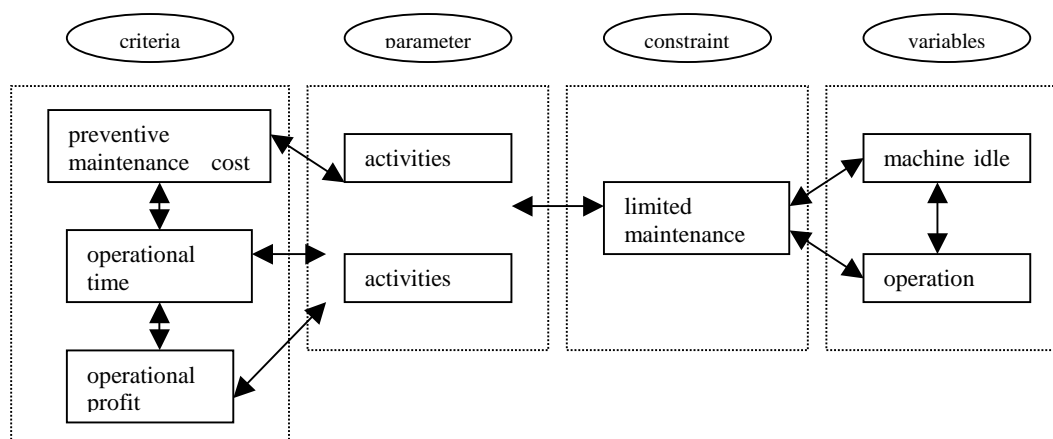 criteria
parameter
constraint
variables
preventive
maintenance cost
operational
time
operational
profit
activities
activities
limited
maintenance
machine idle
operation